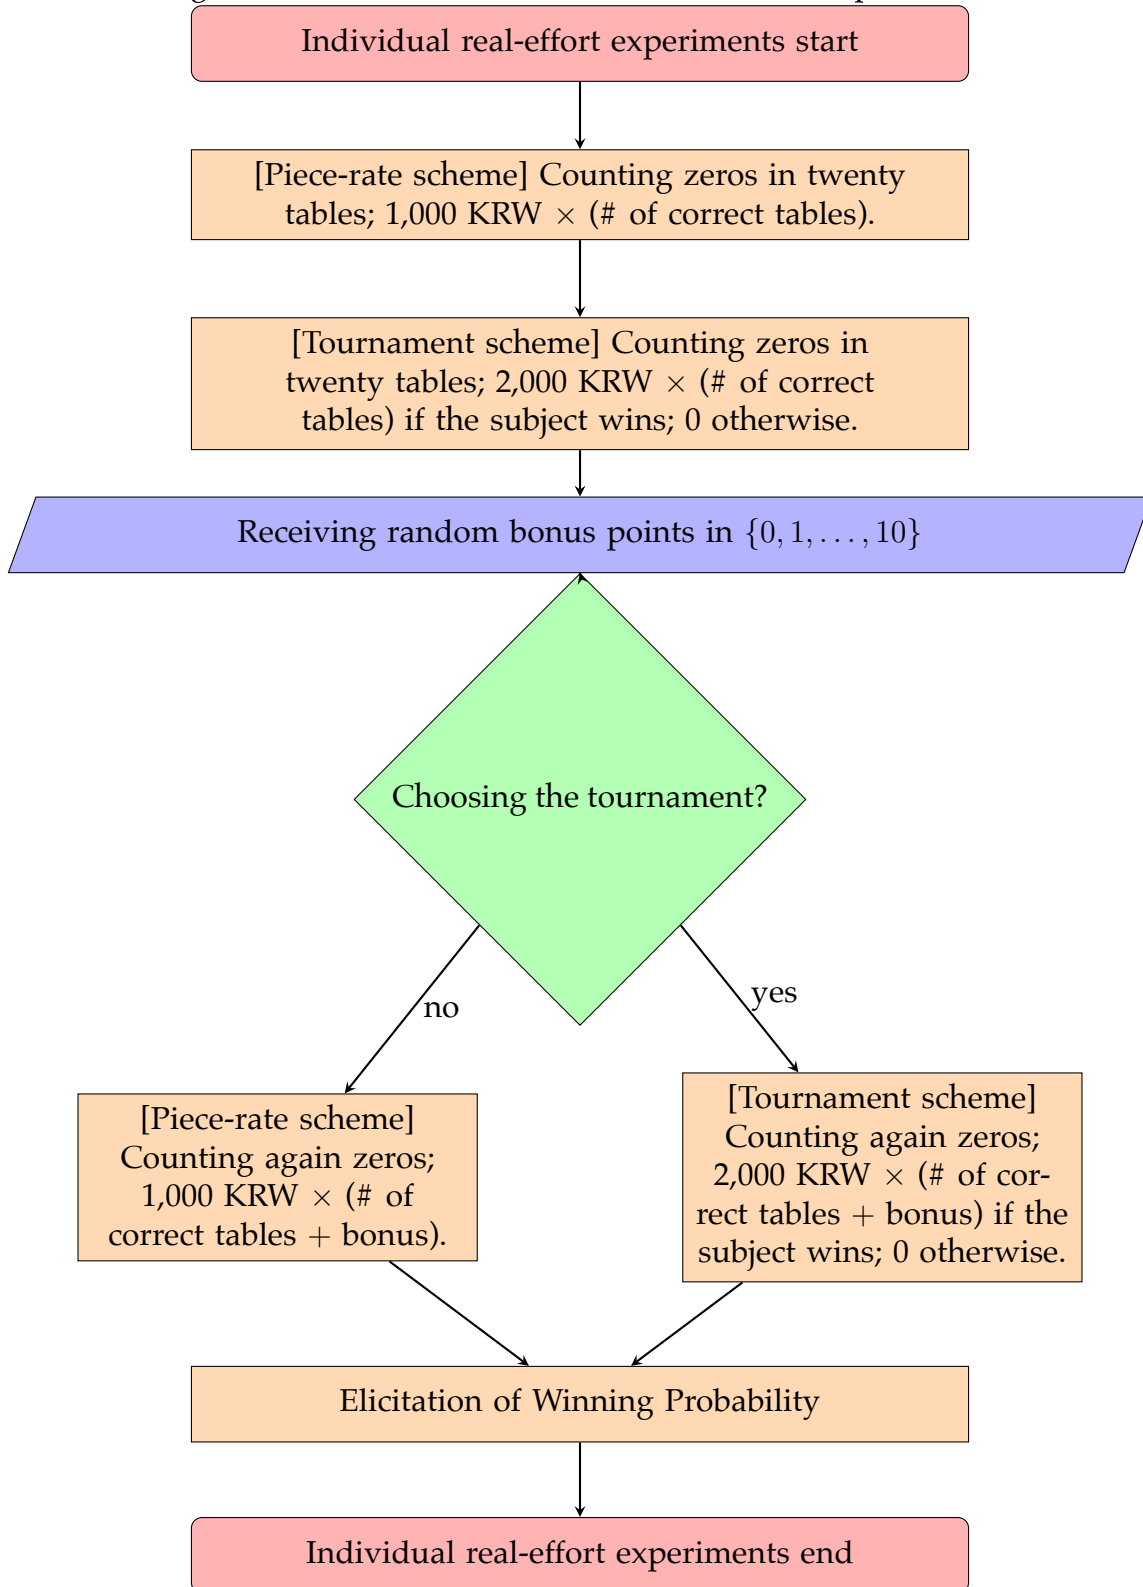 Individual real-effort experiments start
[Piece-rate scheme] Counting zeros in twenty
tables; 1,000 KRW × (# of correct tables).
[Tournament scheme] Counting zeros in
twenty tables; 2,000 KRW × (# of correct
tables) if the subject wins; 0 otherwise.
Receiving random bonus points in {0, 1, . . . , 10}
Choosing the tournament?
no
yes
[Piece-rate scheme]
Counting again zeros;
1,000 KRW × (# of
correct tables + bonus).
[Tournament scheme]
Counting again zeros;
2,000 KRW × (# of cor-
rect tables + bonus) if the
subject wins; 0 otherwise.
Elicitation of Winning Probability
Individual real-effort experiments end